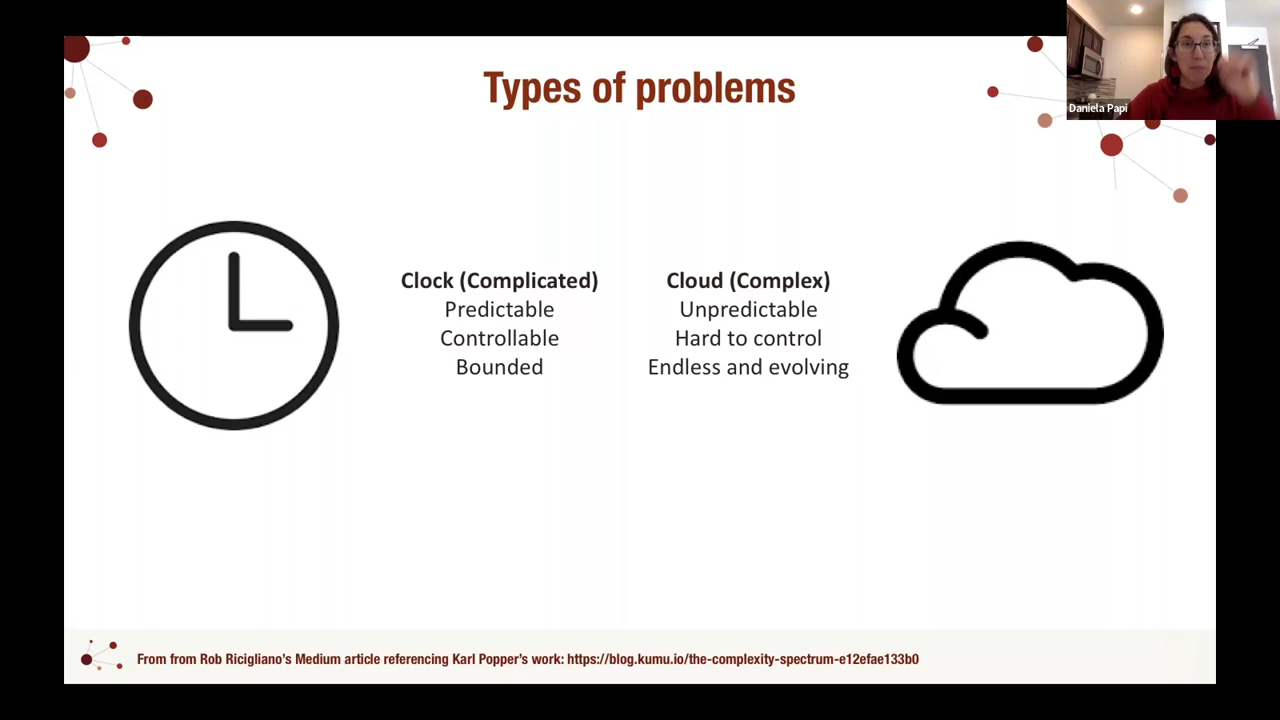 Types of problems
Daniela Papi
Clock (Complicated)
Predictable
Controllable
Bounded
Cloud (Complex)
Unpredictable
Hard to control
Endless and evolving
From from Rob Ricigliano's Medium article referencing Karl Popper's work: https://blog.kumu.io/the-complexity-spectrum-e12efae133b0